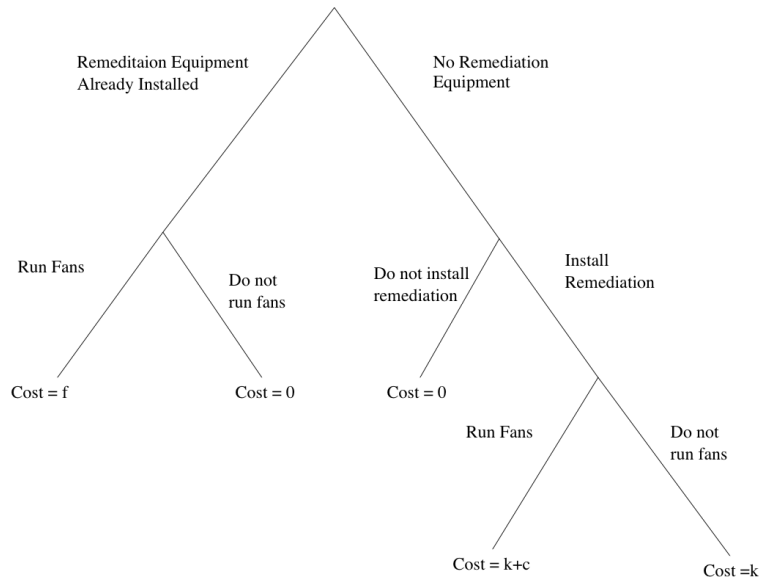 Remeditaion Equipment
Already Installed
No Remediation
Equipment
Run Fans
Do not
run fans
Do not install
remediation
Install
Remediation
Cost = f
Cost = 0
Cost = 0
Run Fans
Do not
run fans
Cost = k+c
Cost =k